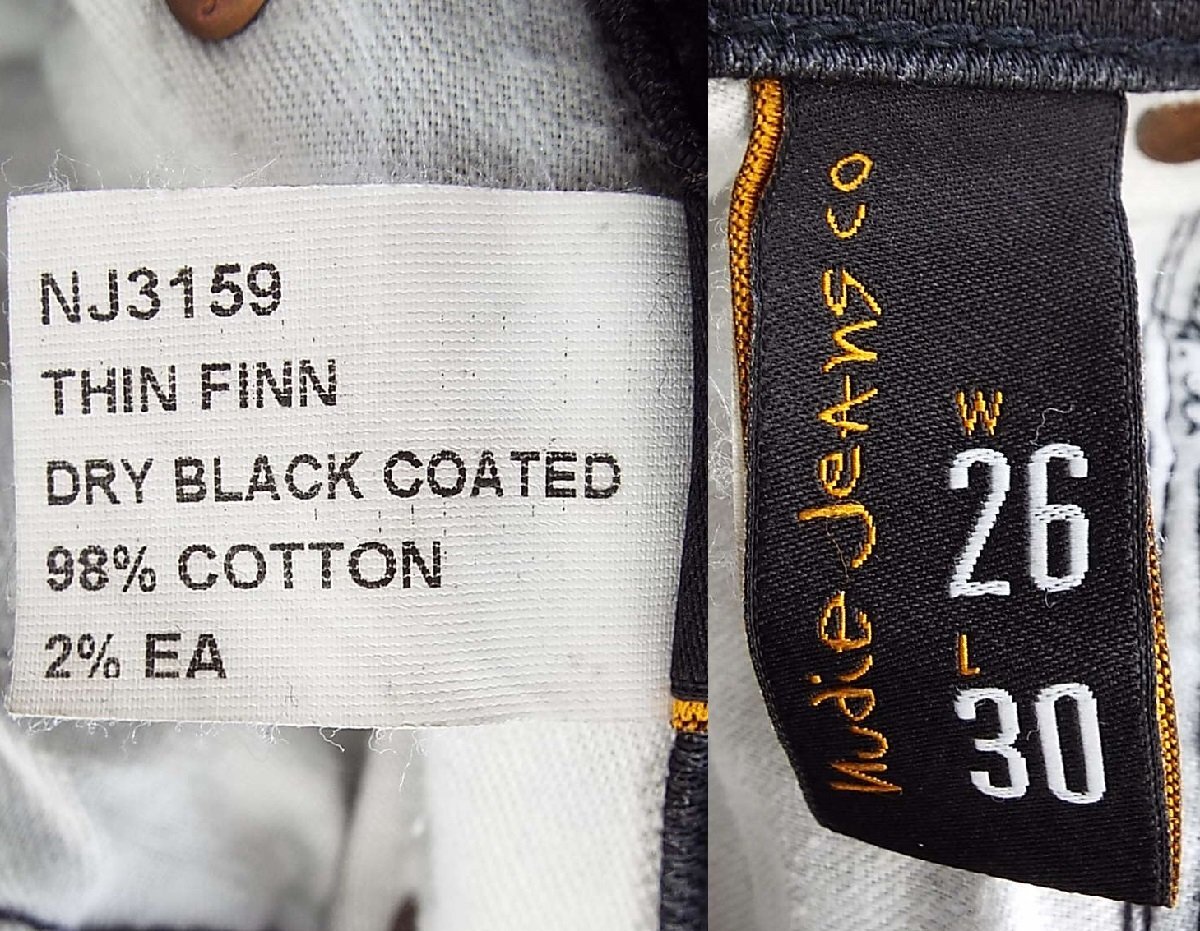 NJ3159
THIN FINN
DRY BLACK COATED
98% COTTON
2% EA
Nudie Jeans co
W
26
L
30